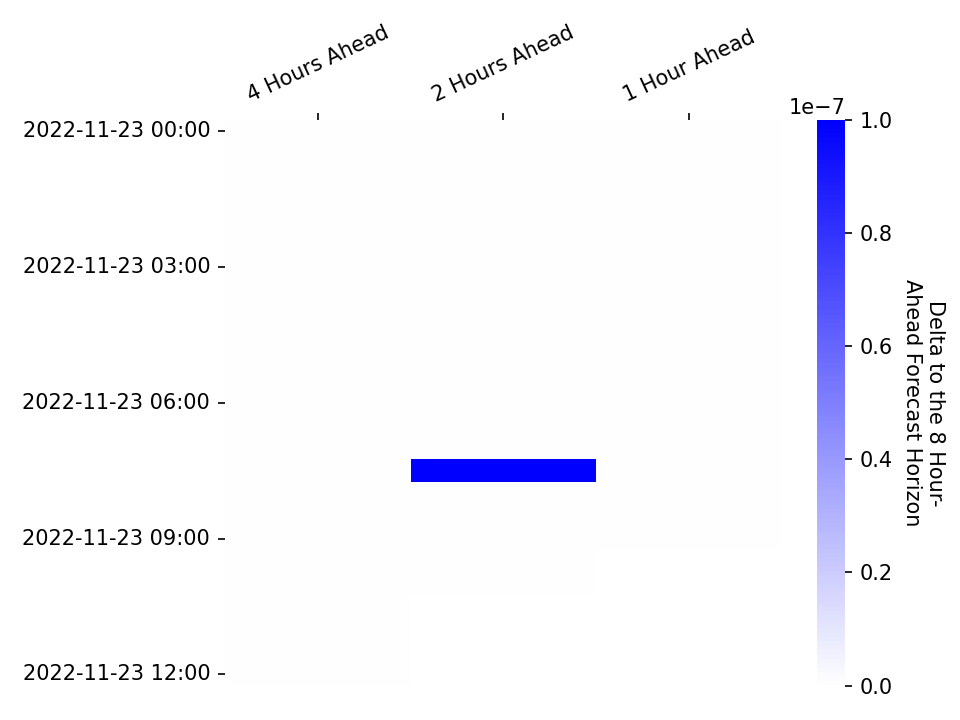 4 Hours Ahead
2 Hours Ahead
1 Hour Ahead
2022-11-23 00:00
2022-11-23 03:00
2022-11-23 06:00
2022-11-23 09:00
2022-11-23 12:00
1e−7
1.0
0.8
0.6
0.4
0.2
0.0
Delta to the 8 Hour-
Ahead Forecast Horizon